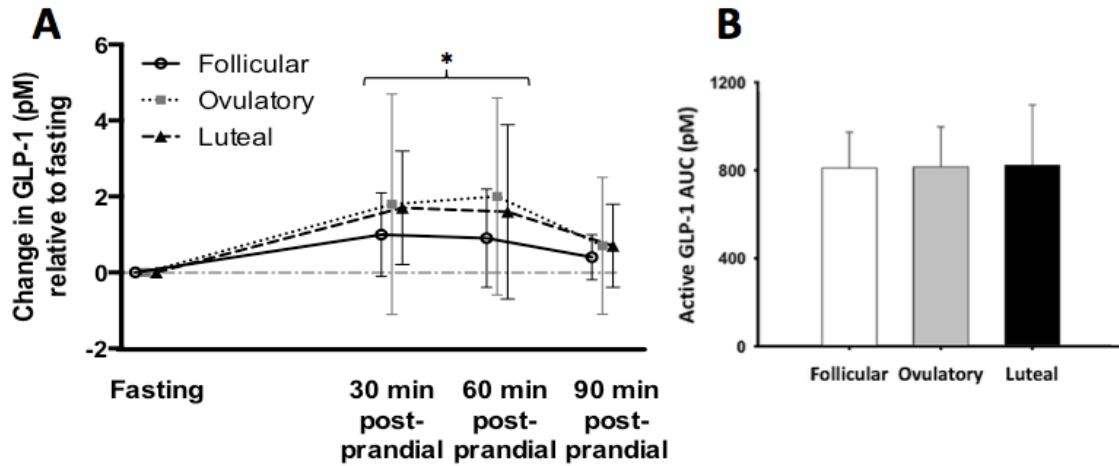 A
Change in GLP-1 (pM)
relative to fasting
6
4
2
0
-2
Follicular
Ovulatory
Luteal
*
Fasting
30 min
post-
prandial
60 min
post-
prandial
90 min
post-
prandial
B
Active GLP-1 AUC (pM)
1200
800
400
0
Follicular
Ovulatory
Luteal